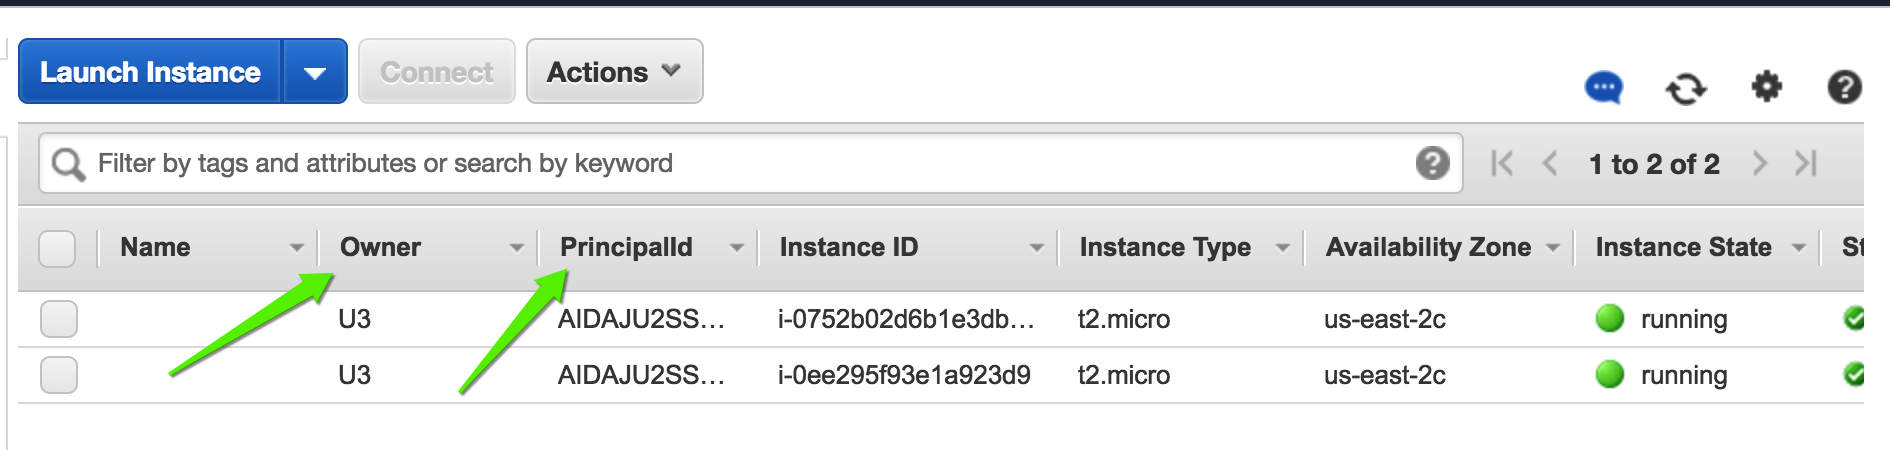 Launch Instance Connect Actions
Filter by tags and attributes or search by keyword ? 1 to 2 of 2 ?
Name Owner PrincipalId Instance ID Instance Type Availability Zone Instance State St
U3 AIDAJU2SS... i-0752b02d6b1e3db... t2.micro us-east-2c running
U3 AIDAJU2SS... i-0ee295f93e1a923d9 t2.micro us-east-2c running